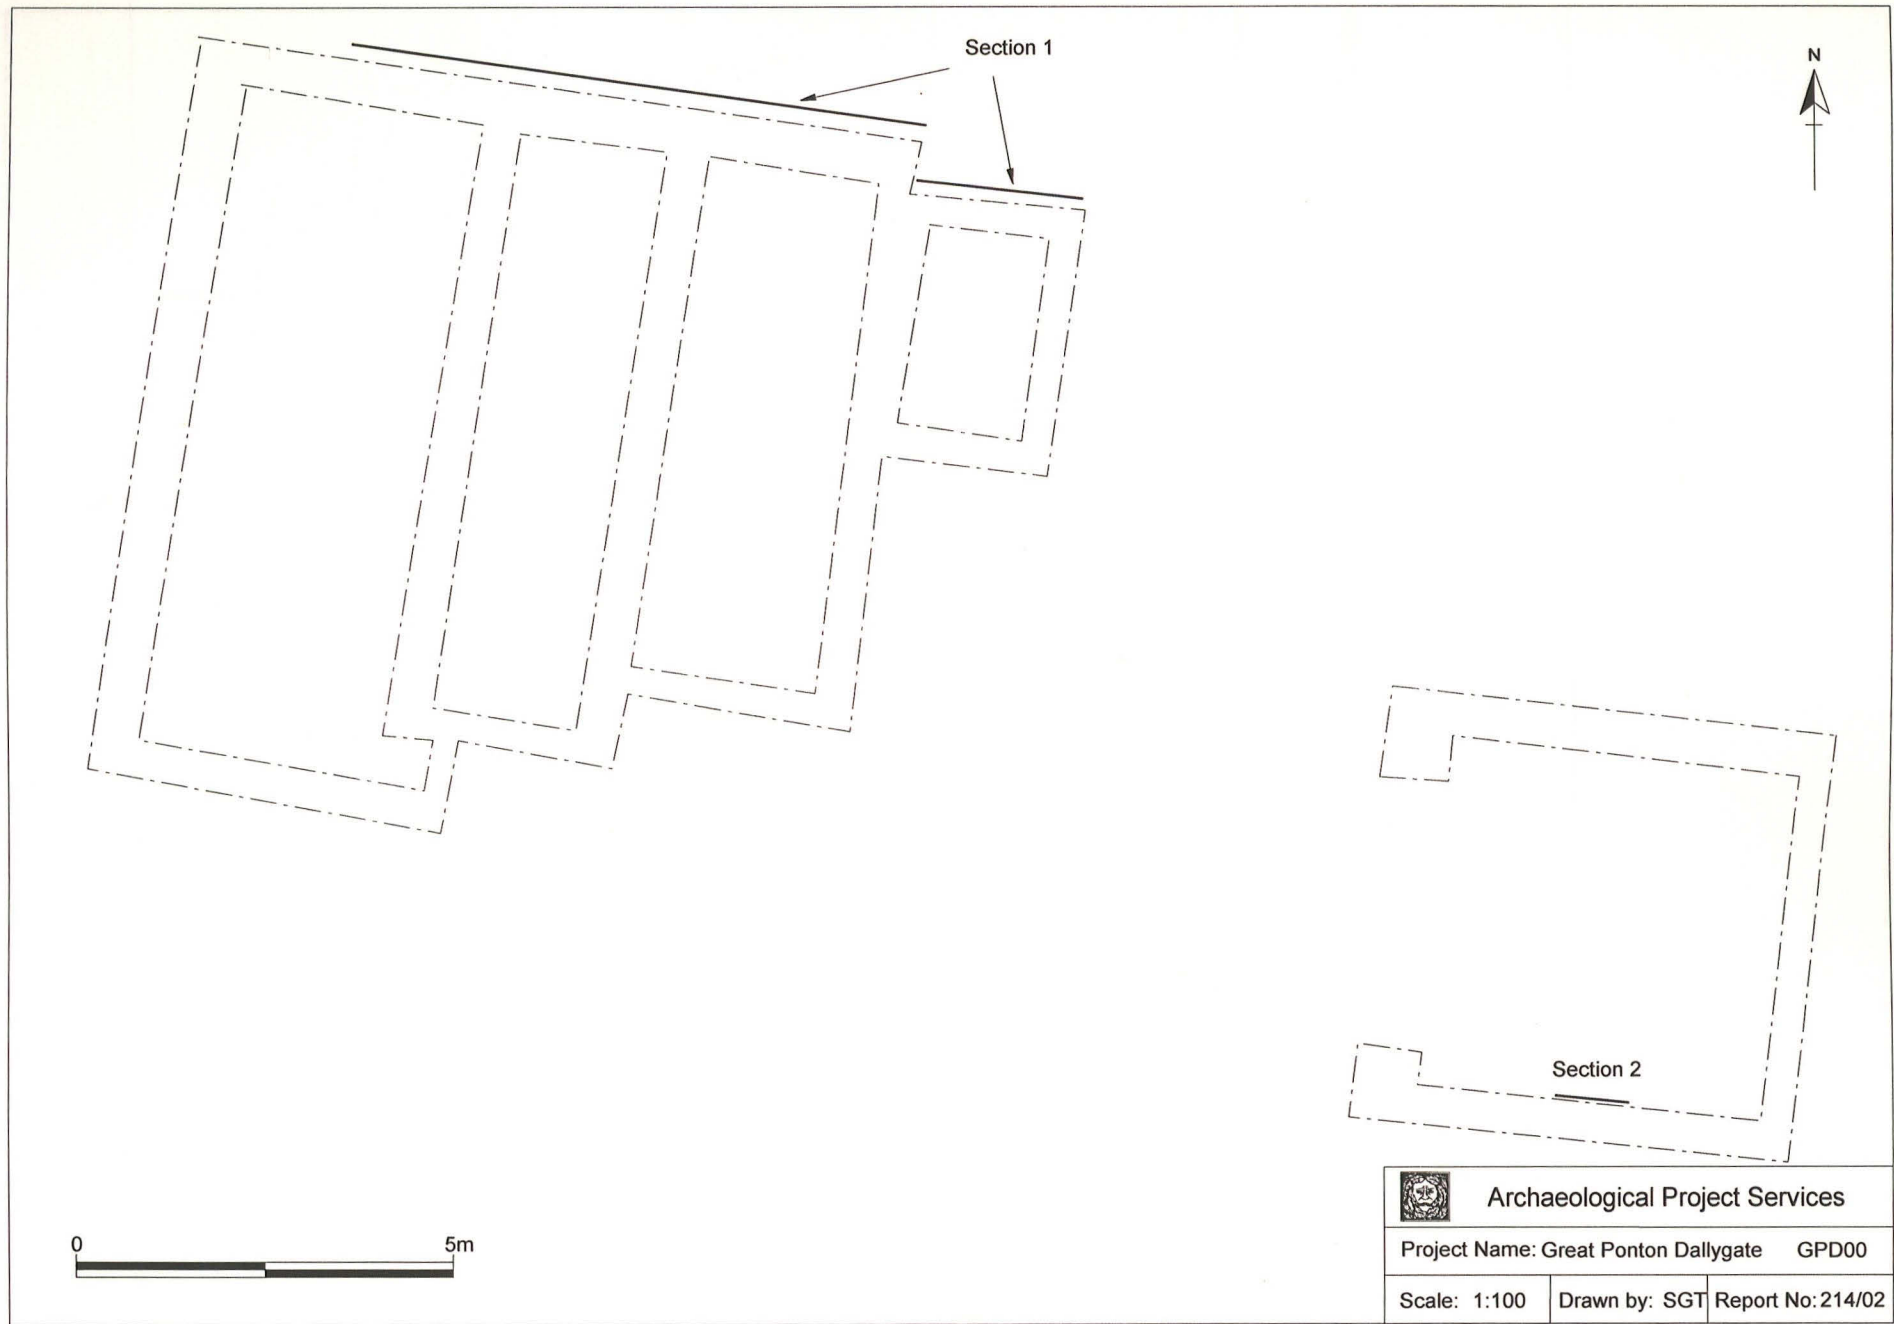 Section 1
N
Section 2
0 5m
Archaeological Project Services
Project Name: Great Ponton Dallygate GPD00
Scale: 1:100 Drawn by: SGT Report No: 214/02